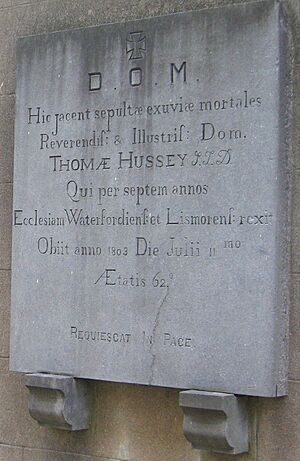 D. O. M.
Hic jacent sepultæ exuviæ mortales
Reverendis: & Illustris: Dom.
THOMÆ HUSSEY J.L.D
Qui per septem annos
Ecclesiam Waterfordiens: et Lismorens: rexit
Obiit anno 1803 Die Julii 11mo
Ætatis 62.º
REQUIESCAT IN PACE